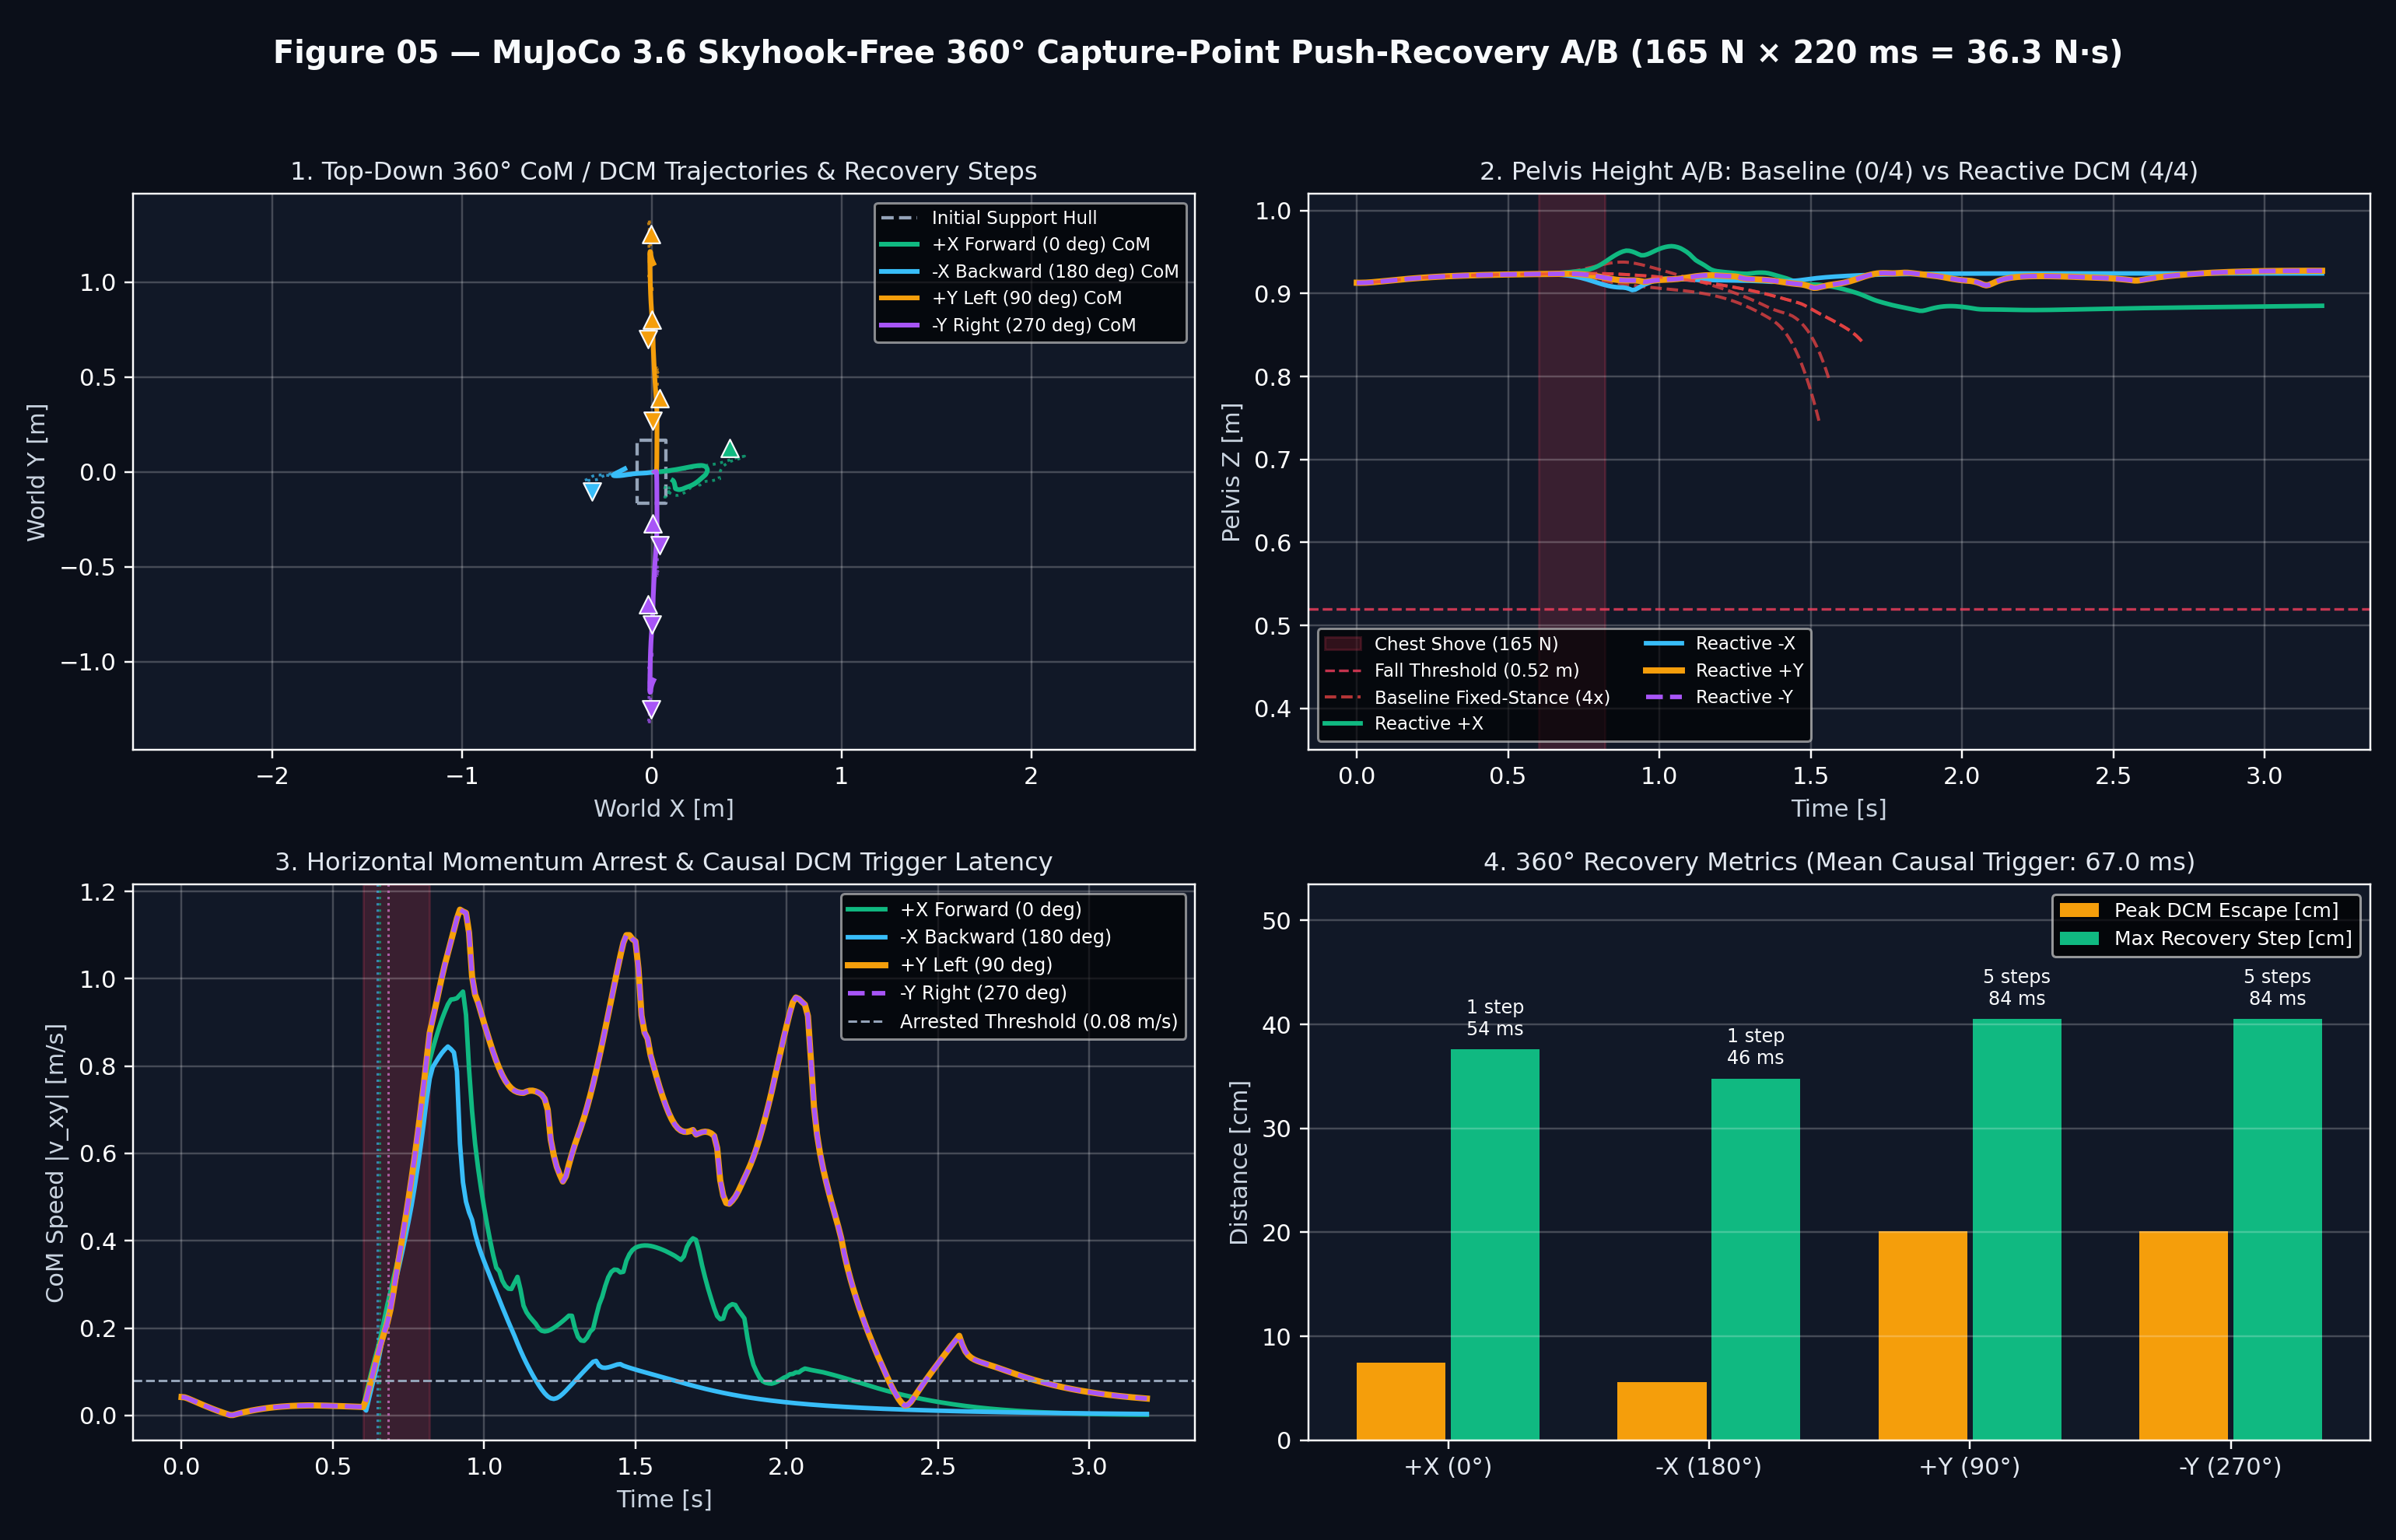 Figure 05 — MuJoCo 3.6 Skyhook-Free 360° Capture-Point Push-Recovery A/B (165 N × 220 ms = 36.3 N·s)
1. Top-Down 360° CoM / DCM Trajectories & Recovery Steps
Initial Support Hull
+X Forward (0 deg) CoM
-X Backward (180 deg) CoM
+Y Left (90 deg) CoM
-Y Right (270 deg) CoM
World Y [m]
1.0
0.5
0.0
−0.5
−1.0
−2
−1
0
1
2
World X [m]
2. Pelvis Height A/B: Baseline (0/4) vs Reactive DCM (4/4)
Pelvis Z [m]
1.0
0.9
0.8
0.7
0.6
0.5
0.4
Chest Shove (165 N)
Fall Threshold (0.52 m)
Baseline Fixed-Stance (4x)
Reactive +X
Reactive -X
Reactive +Y
Reactive -Y
0.0
0.5
1.0
1.5
2.0
2.5
3.0
Time [s]
3. Horizontal Momentum Arrest & Causal DCM Trigger Latency
+X Forward (0 deg)
-X Backward (180 deg)
+Y Left (90 deg)
-Y Right (270 deg)
Arrested Threshold (0.08 m/s)
CoM Speed |v_xy| [m/s]
1.2
1.0
0.8
0.6
0.4
0.2
0.0
0.0
0.5
1.0
1.5
2.0
2.5
3.0
Time [s]
4. 360° Recovery Metrics (Mean Causal Trigger: 67.0 ms)
Peak DCM Escape [cm]
Max Recovery Step [cm]
Distance [cm]
50
40
30
20
10
0
1 step
54 ms
1 step
46 ms
5 steps
84 ms
5 steps
84 ms
+X (0°)
-X (180°)
+Y (90°)
-Y (270°)